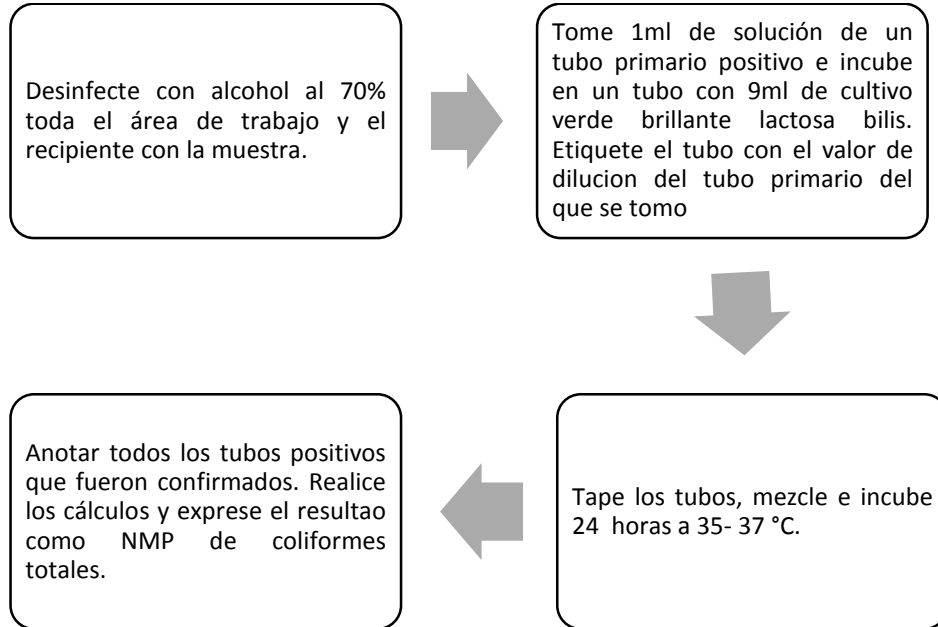 Desinfecte con alcohol al 70%
toda el área de trabajo y el
recipiente con la muestra.
Tome 1ml de solución de un
tubo primario positivo e incube
en un tubo con 9ml de cultivo
verde brillante lactosa bilis.
Etiquete el tubo con el valor de
dilucion del tubo primario del
que se tomo
Tape los tubos, mezcle e incube
24 horas a 35- 37 °C.
Anotar todos los tubos positivos
que fueron confirmados. Realice
los cálculos y exprese el resultao
como NMP de coliformes
totales.